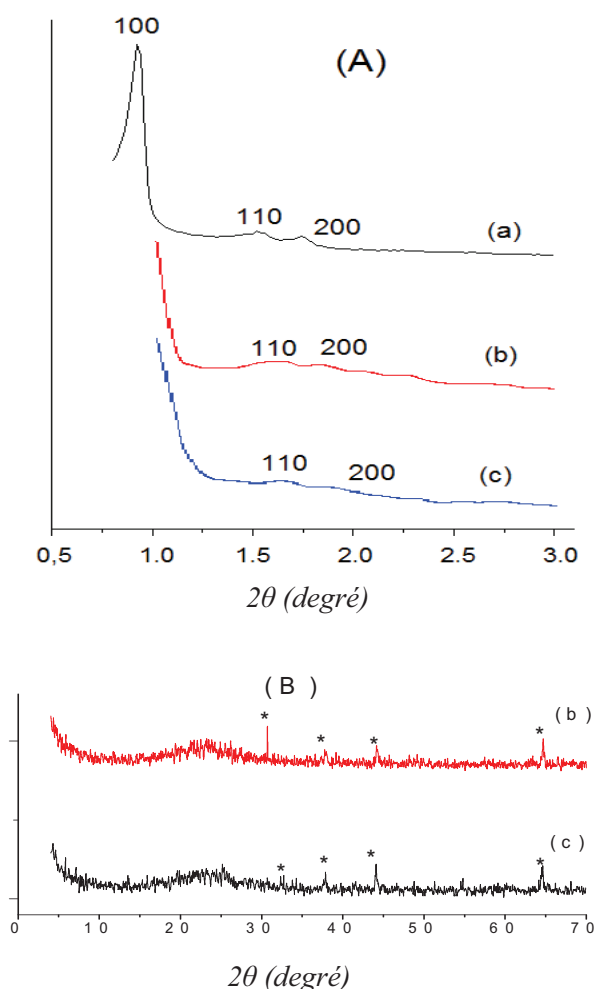 100
(A)
110
200
(a)
110
200
(b)
110
200
(c)
0,5 1.0 1.5 2.0 2.5 3.0
2θ (degré)
( B )
* * * *
( b )
* * * *
( c )
0 1 0 2 0 3 0 4 0 5 0 6 0 7 0
2θ (degré)